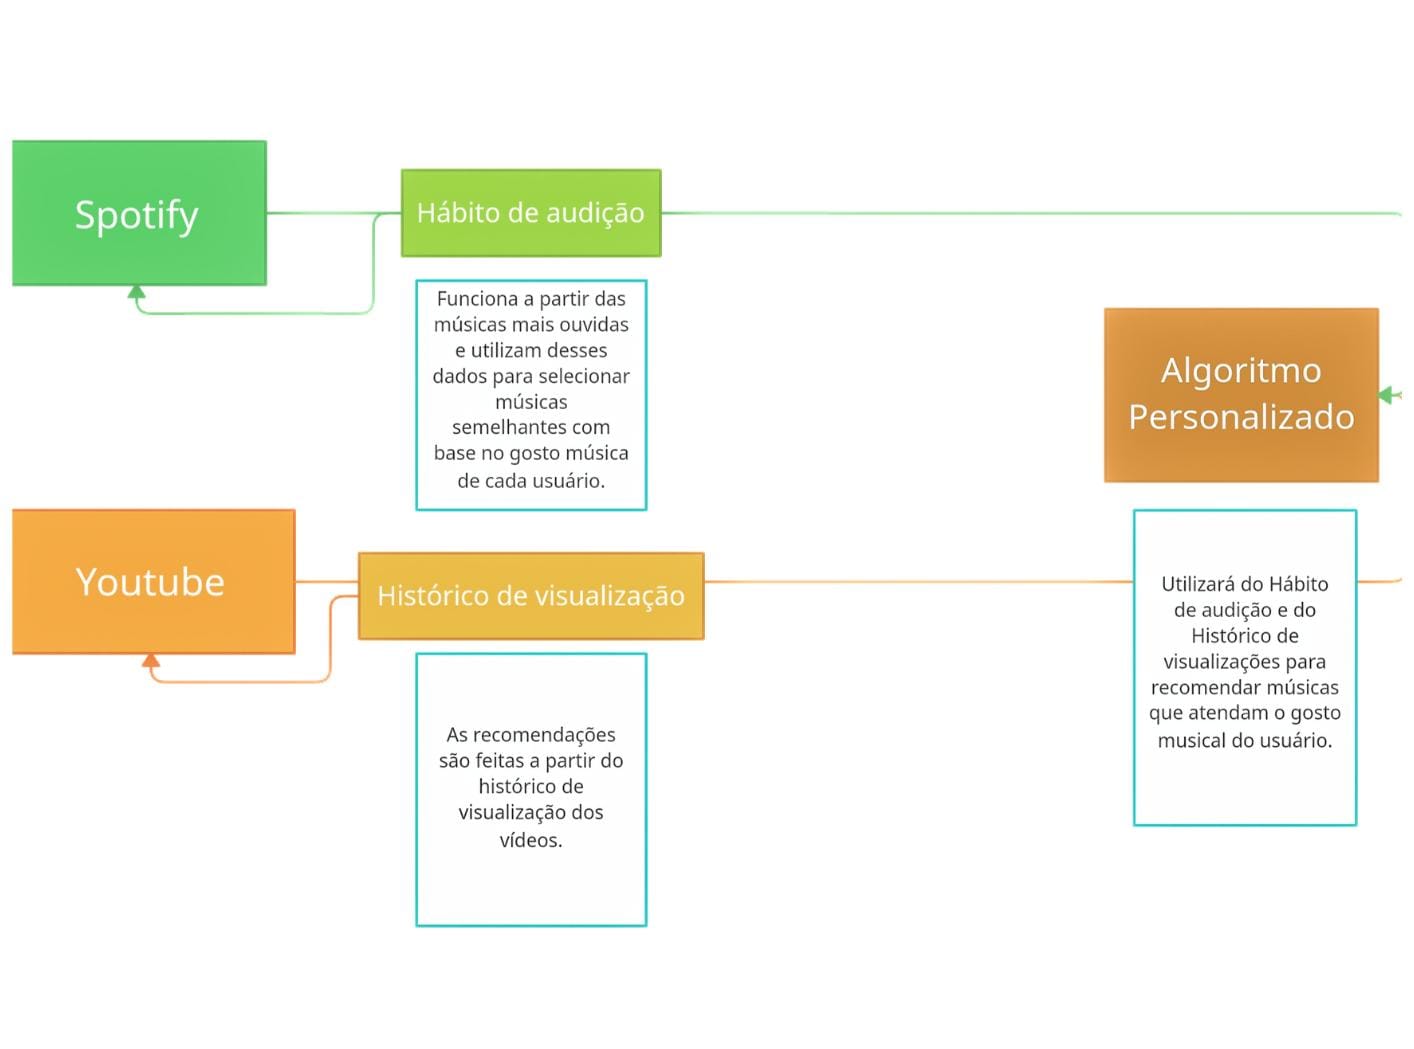 Spotify
Hábito de audição
Funciona a partir das
músicas mais ouvidas
e utilizam desses
dados para selecionar
músicas
semelhantes com
base no gosto música
de cada usuário.
Algoritmo
Personalizado
Youtube
Histórico de visualização
As recomendações
são feitas a partir do
histórico de
visualização dos
vídeos.
Utilizará do Hábito
de audição e do
Histórico de
visualizações para
recomendar músicas
que atendam o gosto
musical do usuário.